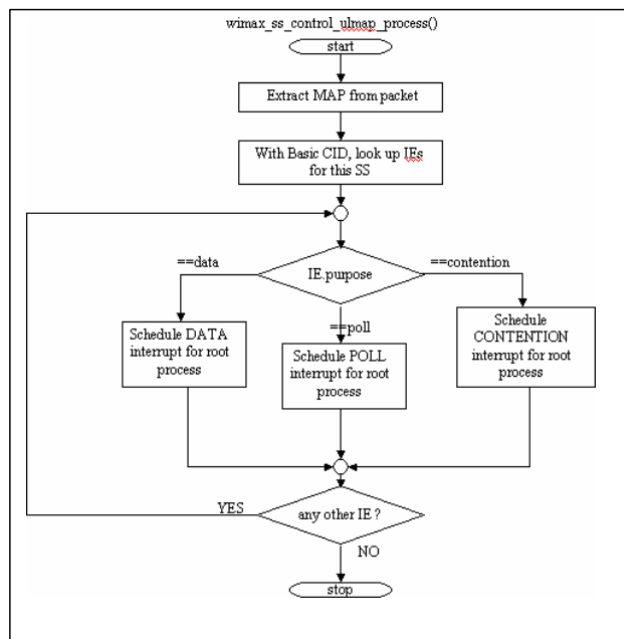 wimax_ss_control_ulmap_process()
start
Extract MAP from packet
With Basic CID, look up IEs
for this SS
==data
IE.purpose
==contention
==poll
Schedule DATA
interrupt for root
process
Schedule POLL
interrupt for root
process
Schedule
CONTENTION
interrupt for root
process
YES
any other IE ?
NO
stop